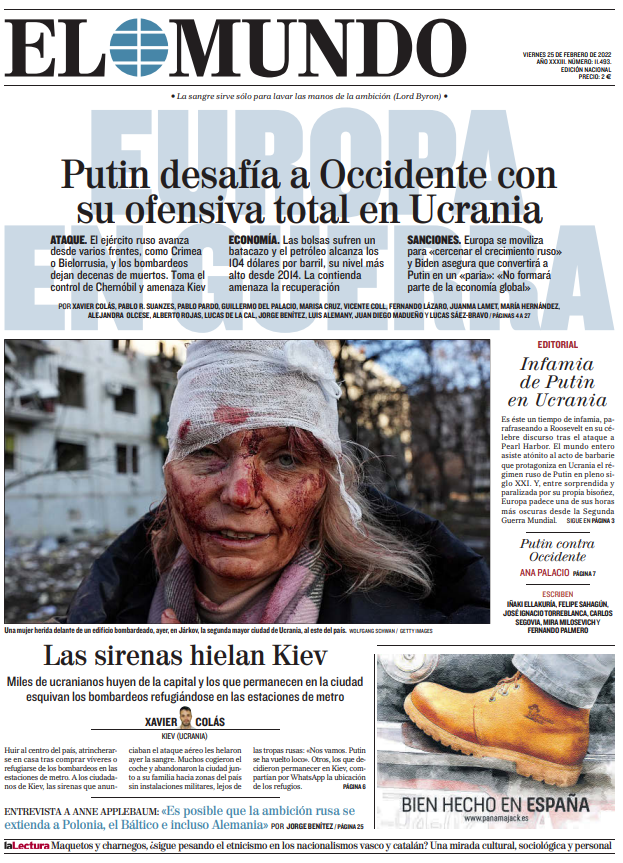 EL MUNDO
VIERNES 25 DE FEBRERO DE 2022
AÑO XXXIII. NÚMERO: 11.493.
EDICIÓN NACIONAL
PRECIO: 2 €
• La sangre sirve sólo para lavar las manos de la ambición (Lord Byron) •
EUROPA
EN GUERRA
Putin desafía a Occidente con
su ofensiva total en Ucrania
ATAQUE. El ejército ruso avanza
desde varios frentes, como Crimea
o Bielorrusia, y los bombardeos
dejan decenas de muertos. Toma el
control de Chernóbil y amenaza Kiev
ECONOMÍA. Las bolsas sufren un
batacazo y el petróleo alcanza los
104 dólares por barril, su nivel más
alto desde 2014. La contienda
amenaza la recuperación
SANCIONES. Europa se moviliza
para «cercenar el crecimiento ruso»
y Biden asegura que convertirá a
Putin en un «paria»: «No formará
parte de la economía global»
POR XAVIER COLÁS, PABLO R. SUANZES, PABLO PARDO, GUILLERMO DEL PALACIO, MARISA CRUZ, VICENTE COLL, FERNANDO LÁZARO, JUANMA LAMET, MARÍA HERNÁNDEZ,
ALEJANDRA OLCESE, ALBERTO ROJAS, LUCAS DE LA CAL, JORGE BENÍTEZ, LUIS ALEMANY, JUAN DIEGO MADUEÑO Y LUCAS SÁEZ-BRAVO / PÁGINAS 4 A 27
Una mujer herida delante de un edificio bombardeado, ayer, en Járkov, la segunda mayor ciudad de Ucrania, al este del país. WOLFGANG SCHWAN / GETTY IMAGES
EDITORIAL
Infamia
de Putin
en Ucrania
Es éste un tiempo de infamia, pa-
rafraseando a Roosevelt en su cé-
lebre discurso tras el ataque a
Pearl Harbor. El mundo entero
asiste atónito al acto de barbarie
que protagoniza en Ucrania el ré-
gimen ruso de Putin en pleno si-
glo XXI. Y, entre sorprendida y
paralizada por su propia bisoñez,
Europa padece una de sus horas
más oscuras desde la Segunda
Guerra Mundial. SIGUE EN PÁGINA 3
Putin contra
Occidente
ANA PALACIO PÁGINA 7
ESCRIBEN
IÑAKI ELLAKURÍA, FELIPE SAHAGÚN,
JOSÉ IGNACIO TORREBLANCA, CARLOS
SEGOVIA, MIRA MILOSEVICH Y
FERNANDO PALMERO
Las sirenas hielan Kiev
Miles de ucranianos huyen de la capital y los que permanecen en la ciudad
esquivan los bombardeos refugiándose en las estaciones de metro
XAVIER COLÁS
KIEV (UCRANIA)
Huir al centro del país, atrincherar-
se en casa tras comprar víveres o
refugiarse de los bombardeos en las
estaciones de metro. A los ciudada-
nos de Kiev, las sirenas que anun-
ciaban el ataque aéreo les helaron
ayer la sangre. Muchos cogieron el
coche y abandonaron la ciudad jun-
to a su familia hacia zonas del país
sin instalaciones militares, lejos de
las tropas rusas: «Nos vamos. Putin
se ha vuelto loco». Otros, los que de-
cidieron permanecer en Kiev, com-
partían por WhatsApp la ubicación
de los refugios. PÁGINA 6
ENTREVISTA A ANNE APPLEBAUM: «Es posible que la ambición rusa se
extienda a Polonia, el Báltico e incluso Alemania» POR JORGE BENÍTEZ / PÁGINA 25
BIEN HECHO EN ESPAÑA
www.panamajack.es
laLectura Maquetos y charnegos, ¿sigue pesando el etnicismo en los nacionalismos vasco y catalán? Una mirada cultural, sociológica y personal